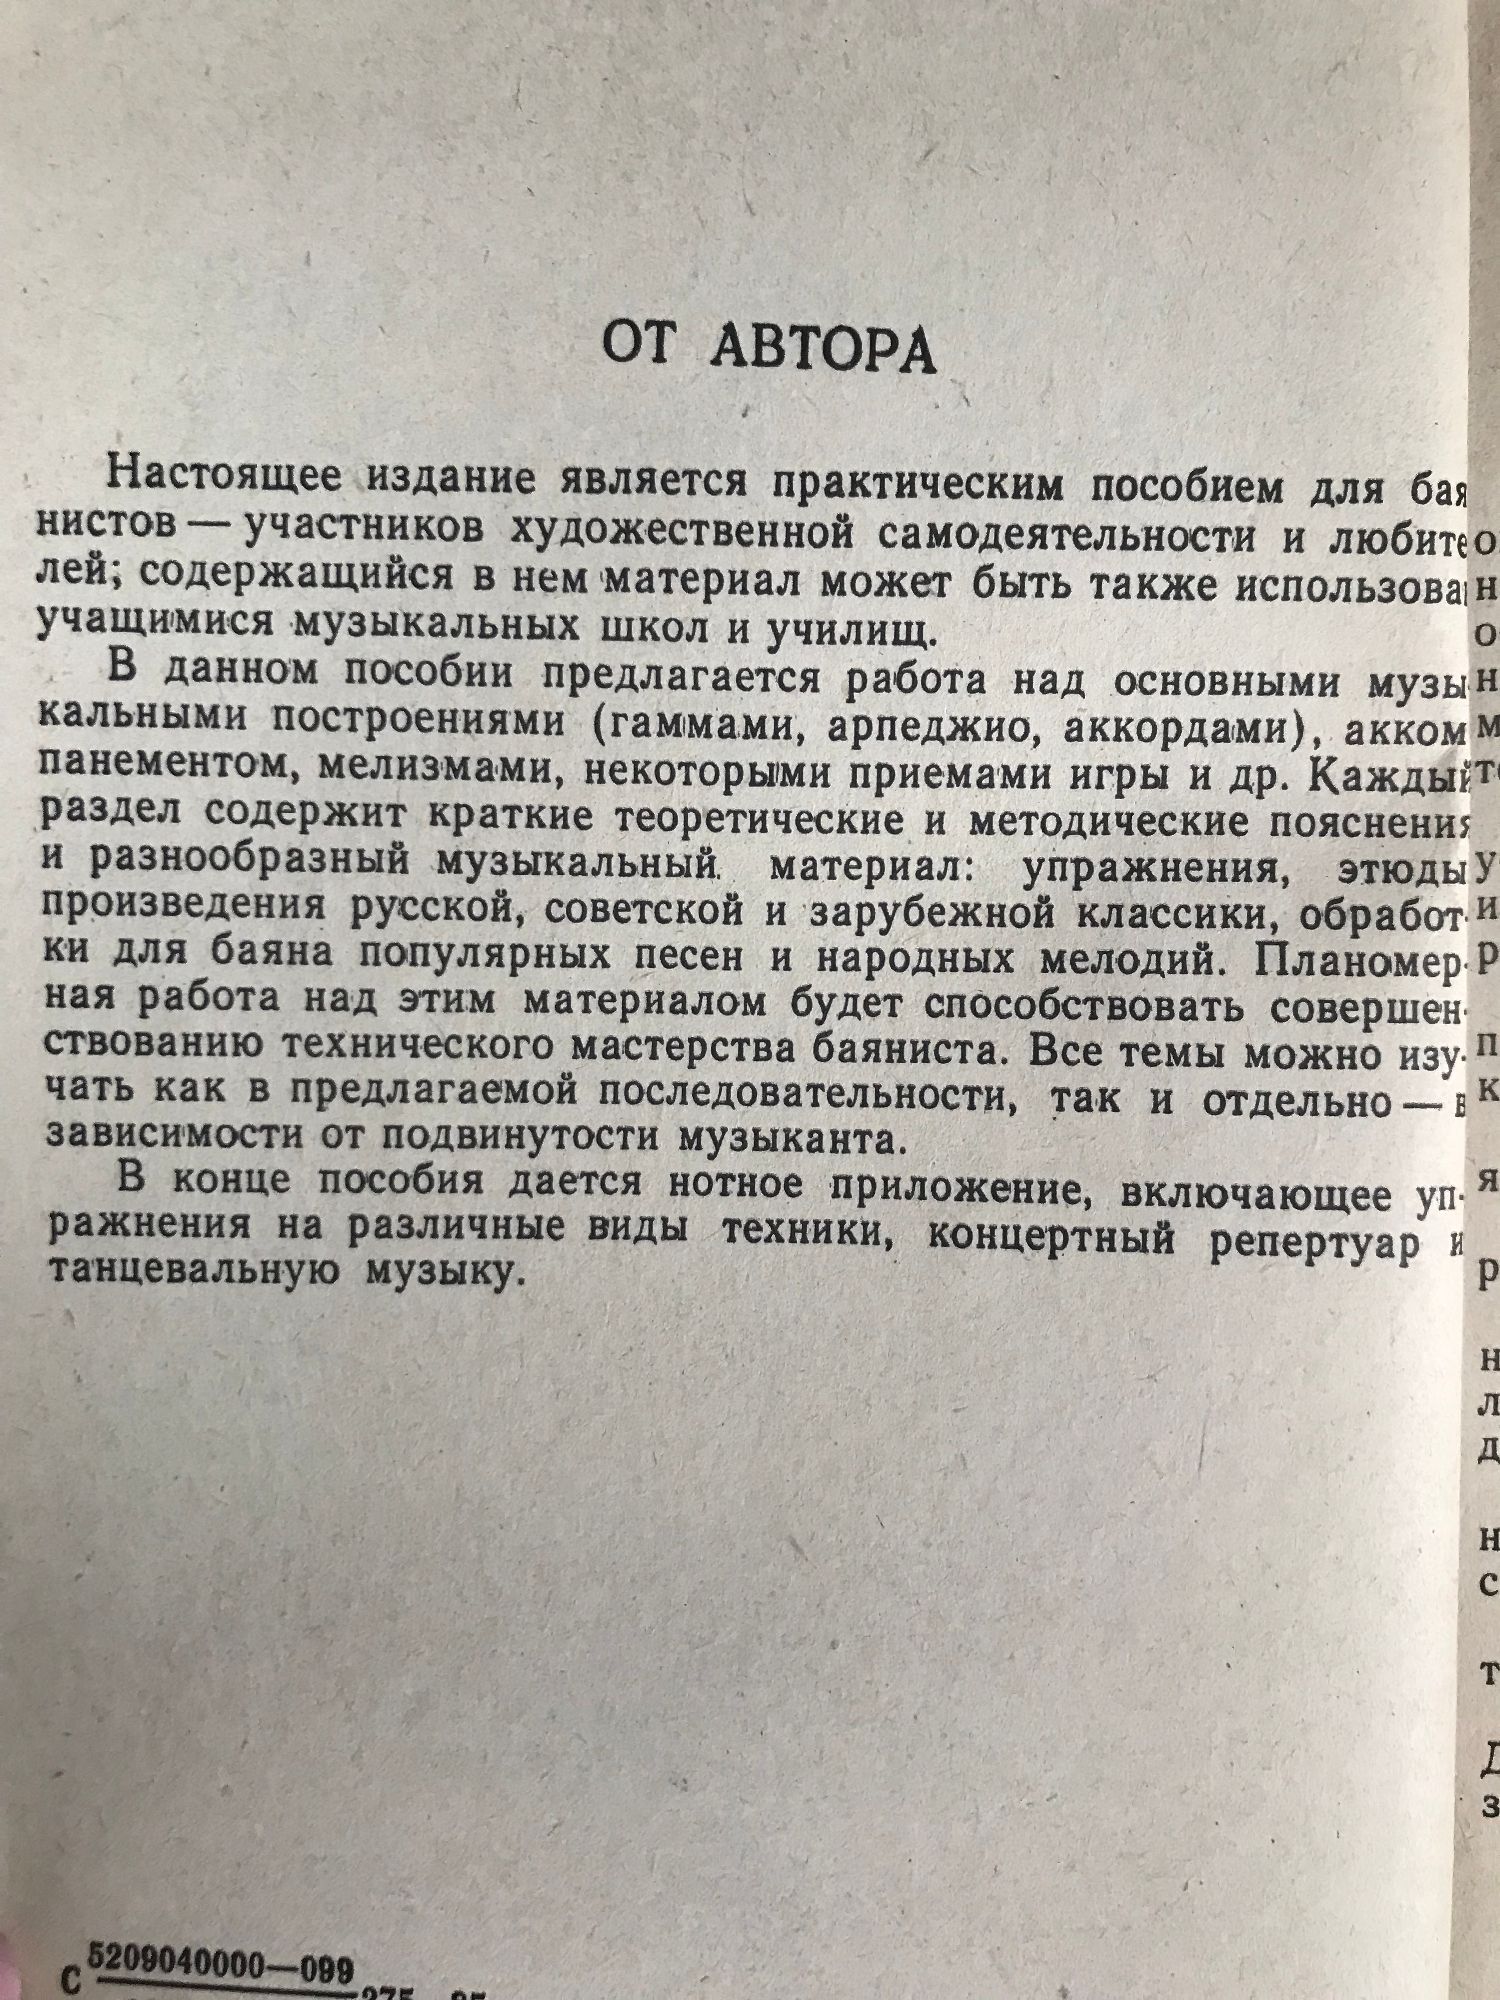 ОТ АВТОРА
Настоящее издание является практическим пособием для бая
нистов — участников художественной самодеятельности и любите
лей; содержащийся в нем материал может быть также использова
учащимися музыкальных школ и училищ.
В данном пособии предлагается работа над основными музы
кальными построениями (гаммами, арпеджио, аккордами), акком
панементом, мелизмами, некоторыми приемами игры и др. Каждый
раздел содержит краткие теоретические и методические пояснения
и разнообразный музыкальный материал: упражнения, этюды
произведения русской, советской и зарубежной классики, обработ-
ки для баяна популярных песен и народных мелодий. Планомер-
ная работа над этим материалом будет способствовать совершен-
ствованию технического мастерства баяниста. Все темы можно изу-
чать как в предлагаемой последовательности, так и отдельно — в
зависимости от подвинутости музыканта.
В конце пособия дается нотное приложение, включающее уп-
ражнения на различные виды техники, концертный репертуар и
танцевальную музыку.
С 5209040000—099